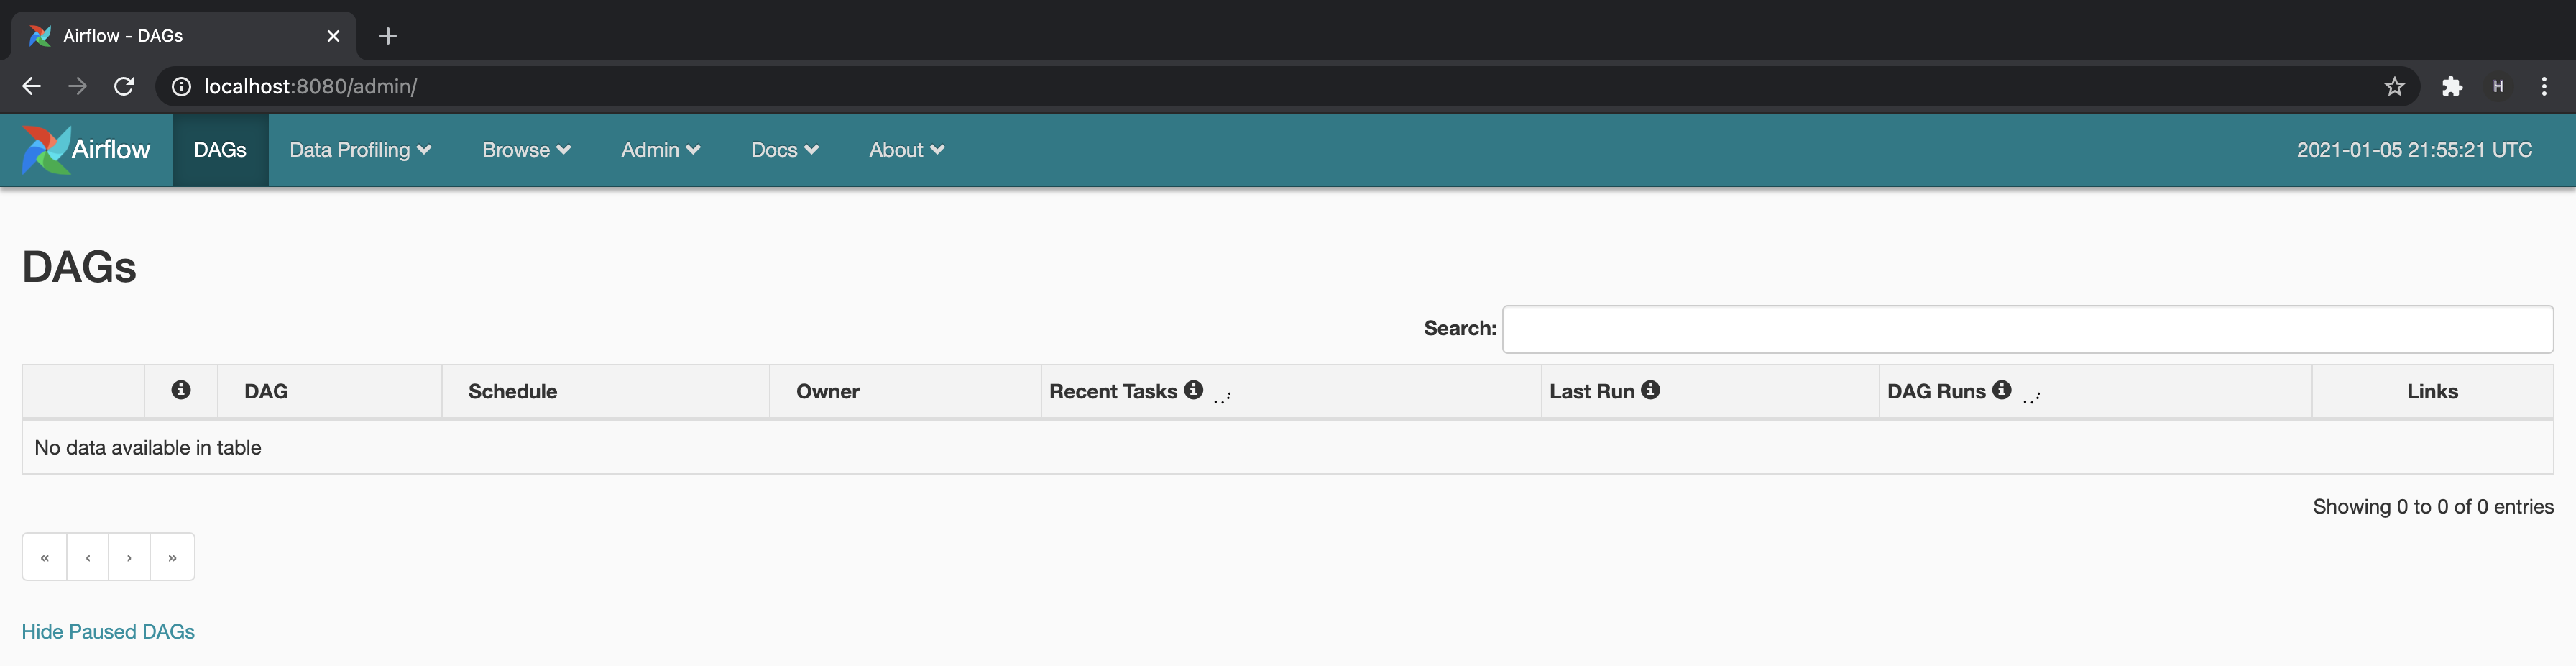 Airflow - DAGs
localhost:8080/admin/
H
Airflow DAGs Data Profiling Browse Admin Docs About 2021-01-05 21:55:21 UTC
DAGs
Search:
DAG Schedule Owner Recent Tasks Last Run DAG Runs Links
No data available in table
Showing 0 to 0 of 0 entries
« ‹ › »
Hide Paused DAGs